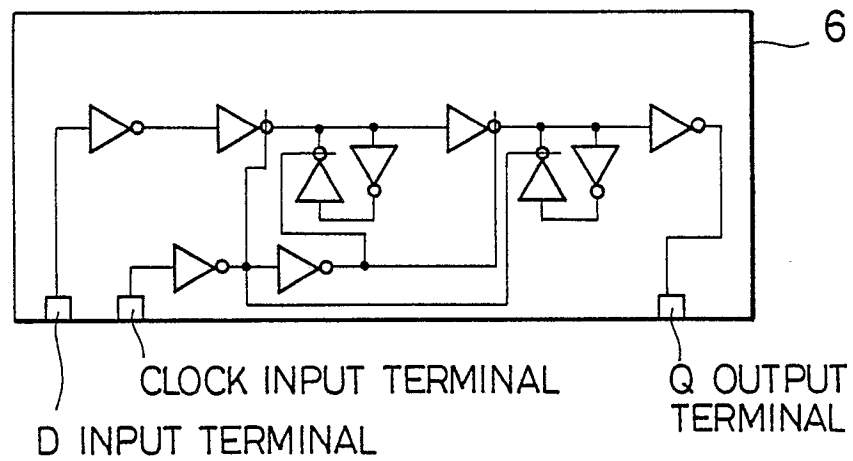 6
CLOCK INPUT TERMINAL
Q OUTPUT
TERMINAL
D INPUT TERMINAL